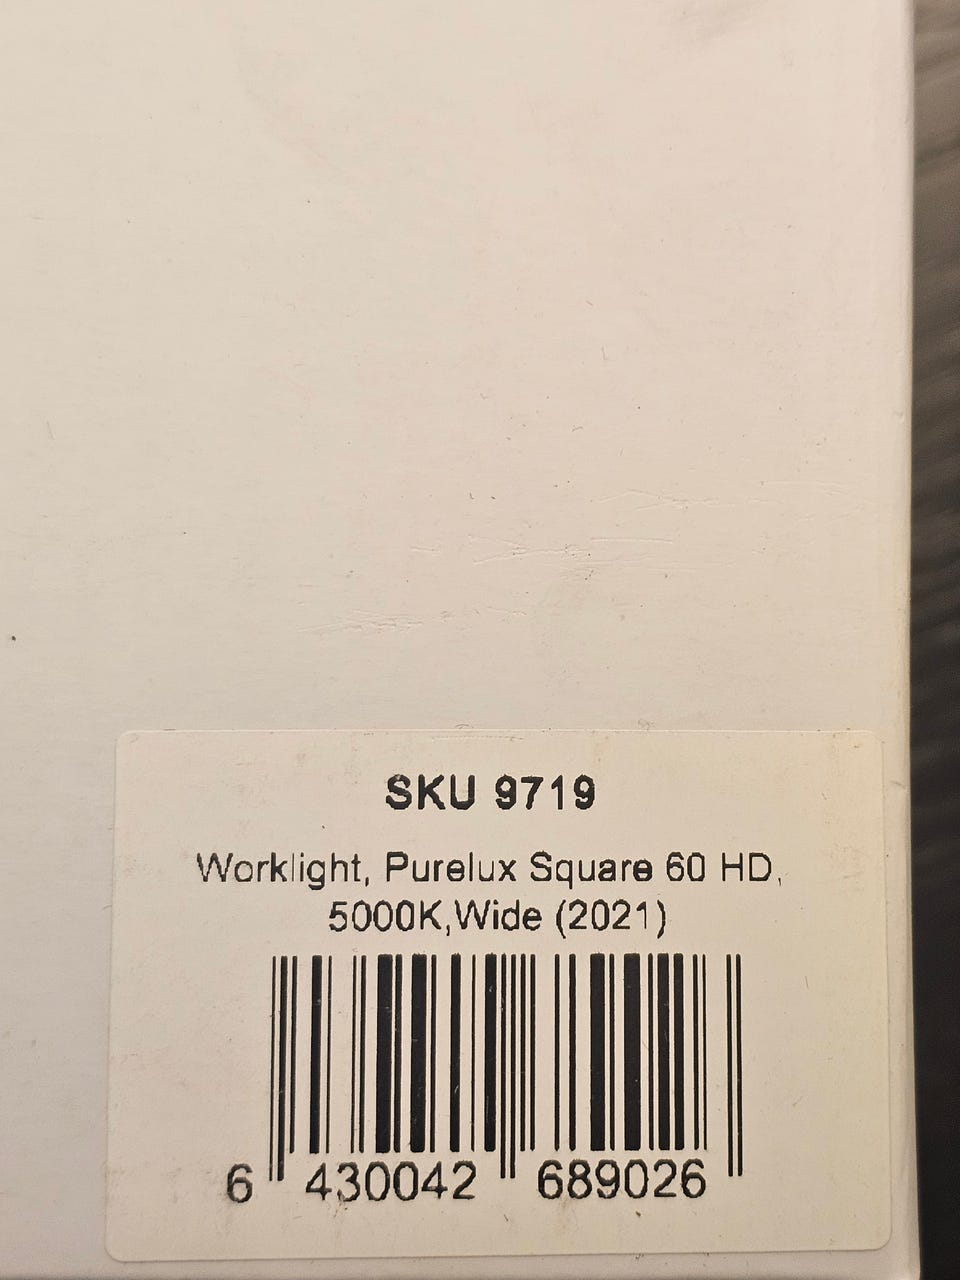 SKU 9719
Worklight, Purelux Square 60 HD,
5000K,Wide (2021)
6 430042 689026